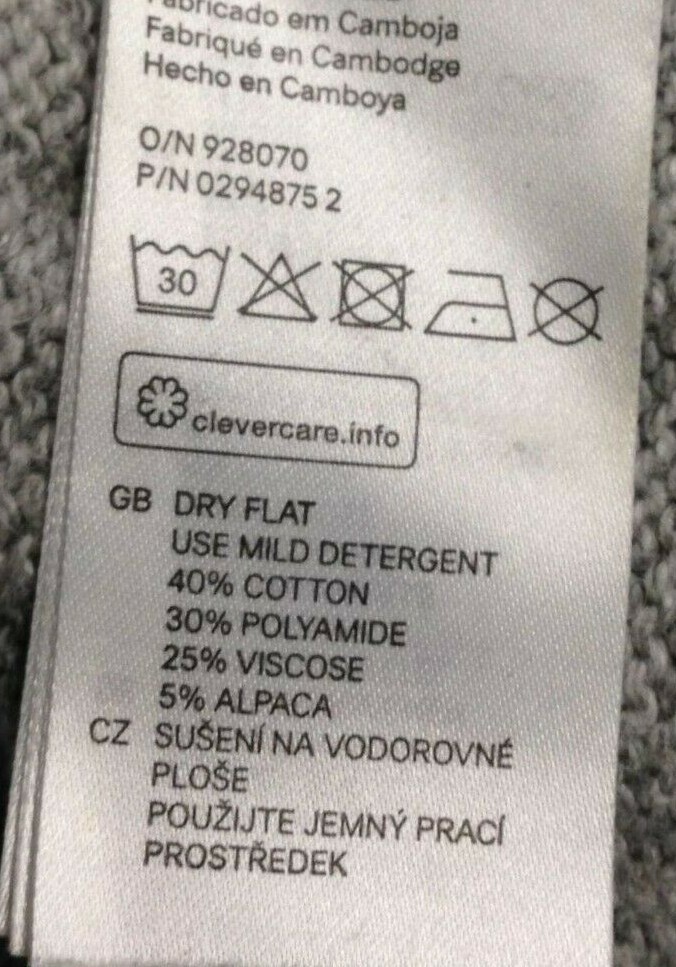 Fabricado em Camboja
Fabriqué en Cambodge
Hecho en Camboya
O/N 928070
P/N 0294875 2
30
clevercare.info
GB DRY FLAT
USE MILD DETERGENT
40% COTTON
30% POLYAMIDE
25% VISCOSE
5% ALPACA
CZ SUŠENÍ NA VODOROVNÉ
PLOŠE
POUŽIJTE JEMNÝ PRACÍ
PROSTŘEDEK